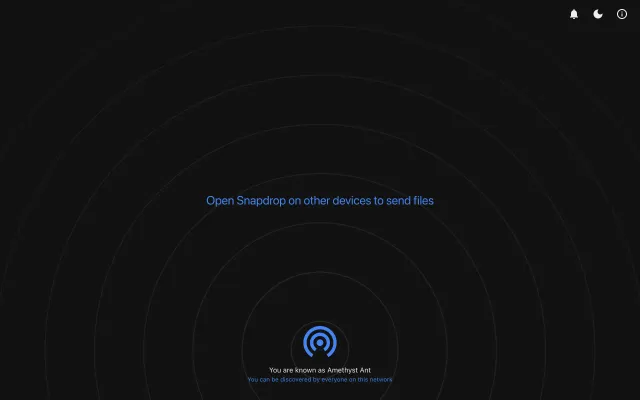 Open Snapdrop on other devices to send files
You are known as Amethyst Ant
You can be discovered by everyone on this network